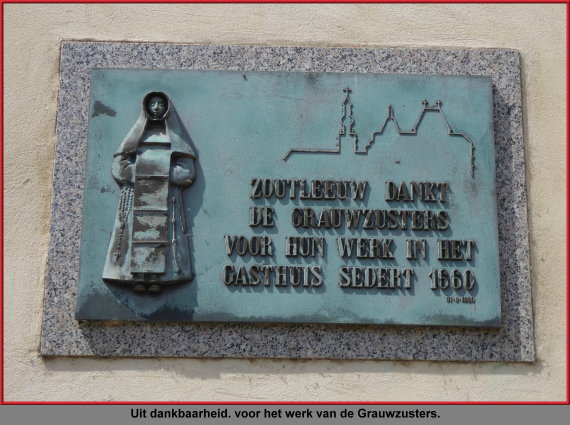 ZOUTLEEUW DANKT
DE GRAUWZUSTERS
VOOR HUN WERK IN HET
GASTHUIS SEDERT 1660
Uit dankbaarheid. voor het werk van de Grauwzusters.